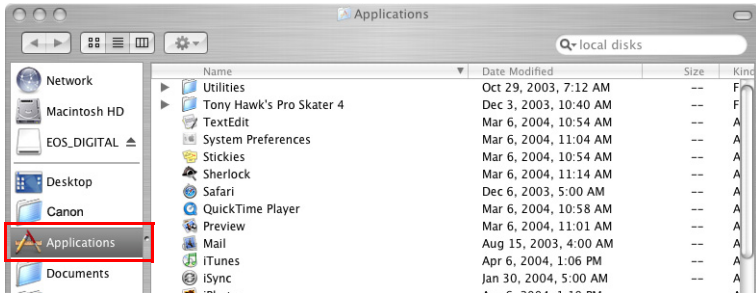 Applications
local disks
Network
Macintosh HD
EOS_DIGITAL
Desktop
Canon
Applications
Documents
Name Date Modified Size Kind
Utilities Oct 29, 2003, 7:12 AM -- F
Tony Hawk's Pro Skater 4 Dec 3, 2003, 10:40 AM -- F
TextEdit Mar 6, 2004, 10:54 AM -- A
System Preferences Mar 6, 2004, 11:04 AM -- A
Stickies Mar 6, 2004, 10:54 AM -- A
Sherlock Mar 6, 2004, 11:14 AM -- A
Safari Dec 6, 2003, 5:00 AM -- A
QuickTime Player Mar 6, 2004, 10:58 AM -- A
Preview Mar 6, 2004, 11:01 AM -- A
Mail Aug 15, 2003, 4:00 AM -- A
iTunes Apr 6, 2004, 1:06 PM -- A
iSync Jan 30, 2004, 5:00 AM -- A